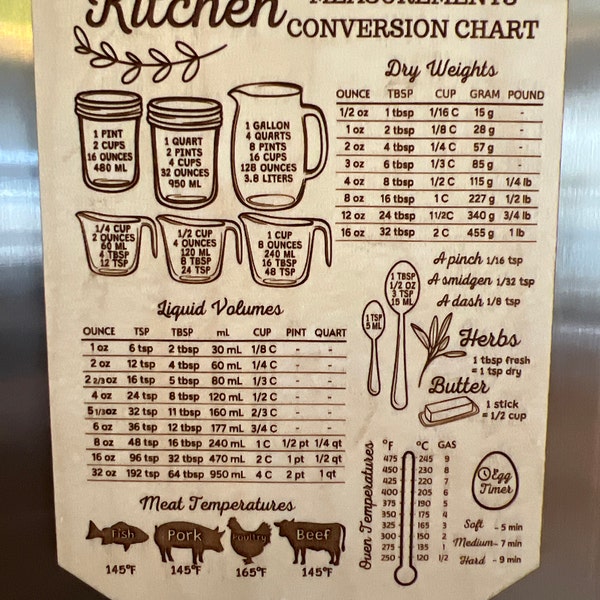 Kitchen
MEASUREMENTS
CONVERSION CHART
1 PINT
2 CUPS
16 OUNCES
480 ML
1 QUART
2 PINTS
4 CUPS
32 OUNCES
950 ML
1 GALLON
4 QUARTS
8 PINTS
16 CUPS
128 OUNCES
3.8 LITERS
1/4 CUP
2 OUNCES
60 ML
4 TBSP
12 TSP
1/2 CUP
4 OUNCES
120 ML
8 TBSP
24 TSP
1 CUP
8 OUNCES
240 ML
16 TBSP
48 TSP
Dry Weights
OUNCE TBSP CUP GRAM POUND
1/2 oz 1 tbsp 1/16 C 15 g -
1 oz 2 tbsp 1/8 C 28 g -
2 oz 4 tbsp 1/4 C 57 g -
3 oz 6 tbsp 1/3 C 85 g -
4 oz 8 tbsp 1/2 C 115 g 1/4 lb
8 oz 16 tbsp 1 C 227 g 1/2 lb
12 oz 24 tbsp 11/2C 340 g 3/4 lb
16 oz 32 tbsp 2 C 455 g 1 lb
A pinch 1/16 tsp
A smidgen 1/32 tsp
A dash 1/8 tsp
1 TBSP
1/2 OZ
3 TSP
15 ML
1 TSP
5 ML
Herbs
1 tbsp fresh
= 1 tsp dry
Butter
1 stick
= 1/2 cup
Liquid Volumes
OUNCE TSP TBSP mL CUP PINT QUART
1 oz 6 tsp 2 tbsp 30 mL 1/8 C - -
2 oz 12 tsp 4 tbsp 60 mL 1/4 C - -
2 2/3 oz 16 tsp 5 tbsp 80 mL 1/3 C - -
4 oz 24 tsp 8 tbsp 120 mL 1/2 C - -
5 1/3 oz 32 tsp 11 tbsp 160 mL 2/3 C - -
6 oz 36 tsp 12 tbsp 177 mL 3/4 C - -
8 oz 48 tsp 16 tbsp 240 mL 1 C 1/2 pt 1/4 qt
16 oz 96 tsp 32 tbsp 470 mL 2 C 1 pt 1/2 qt
32 oz 192 tsp 64 tbsp 950 mL 4 C 2 pt 1 qt
Meat Temperatures
Fish Pork Poultry Beef
145°F 145°F 165°F 145°F
Oven Temperatures
°F °C GAS
475 245 9
450 230 8
425 220 7
400 205 6
375 190 5
350 175 4
325 165 3
300 150 2
275 135 1
250 120 1/2
Egg
Timer
Soft - 5 min
Medium - 7 min
Hard - 9 min